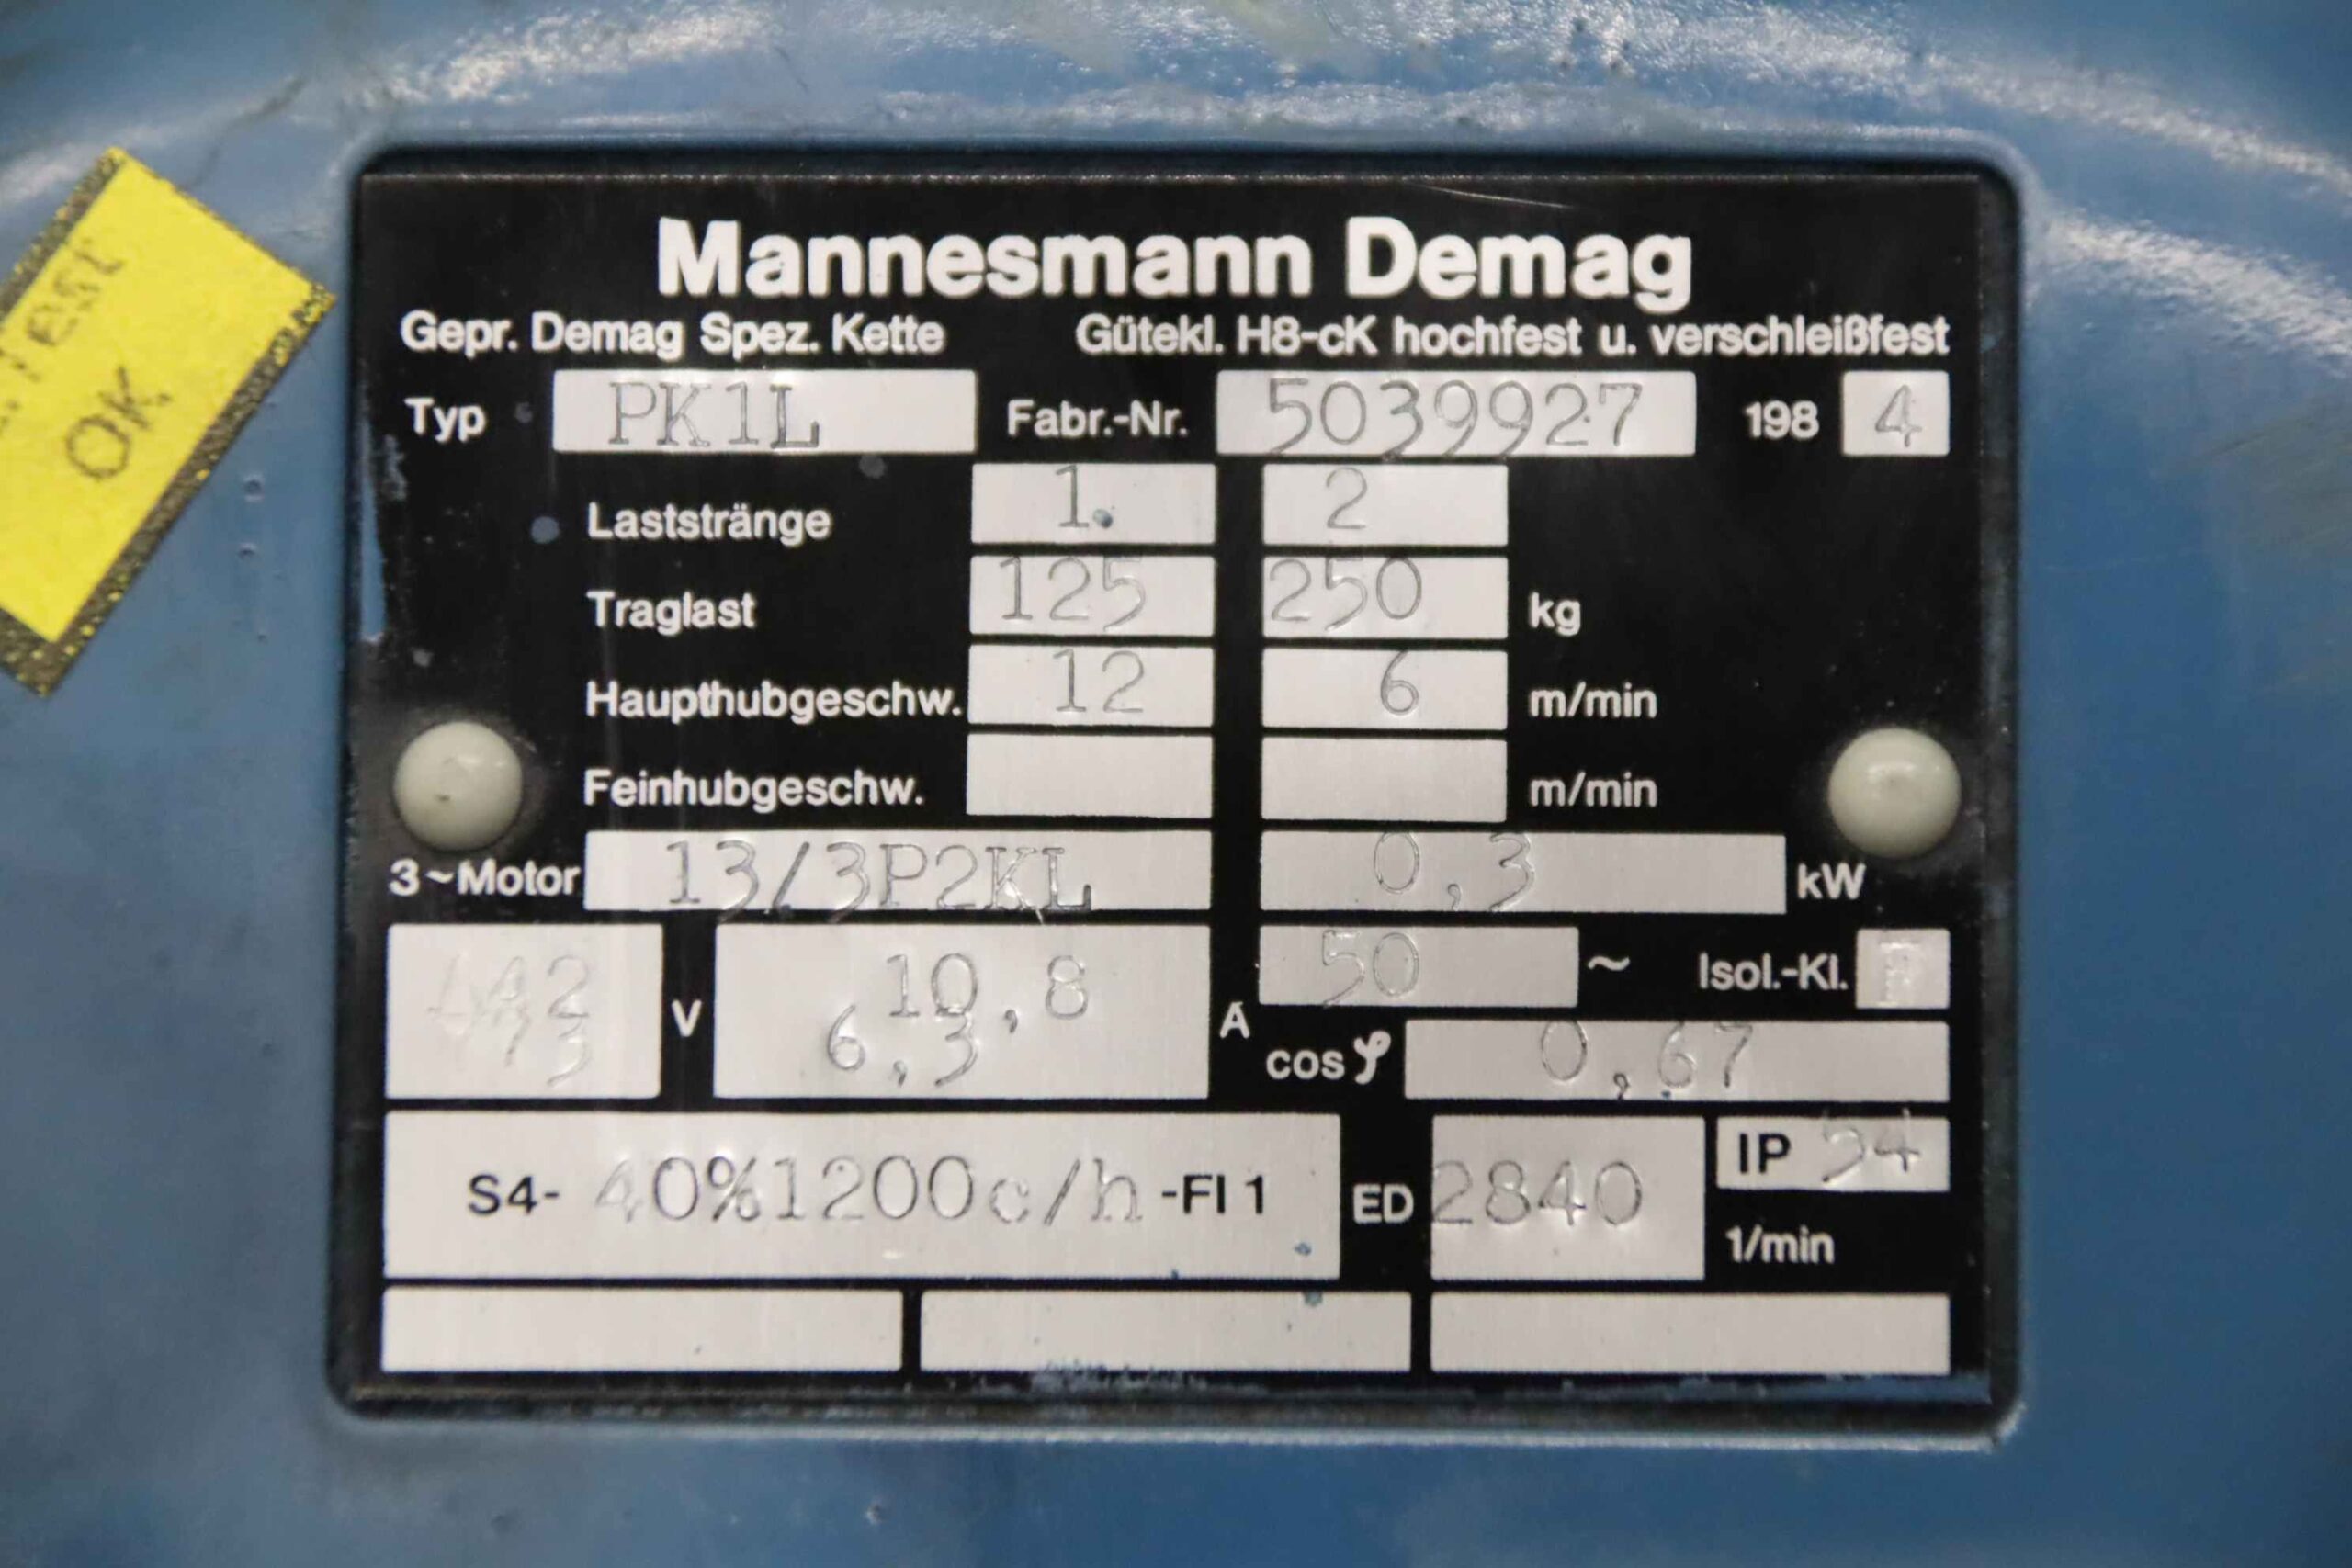 Mannesmann Demag
Gepr. Demag Spez. Kette Gütekl. H8-cK hochfest u. verschleißfest
Typ PK1L Fabr.-Nr. 5039927 198 4
Laststränge 1. 2
Traglast 125 250 kg
Haupthubgeschw. 12 6 m/min
Feinhubgeschw. m/min
3~Motor 13/3P2KL 0,3 kW
V 10,8 A 50 ~ Isol.-Kl. F
6,3 cos φ 0,67
S4- 40%1200c/h -FI 1 ED 2840 IP 54
1/min
TEST
OK